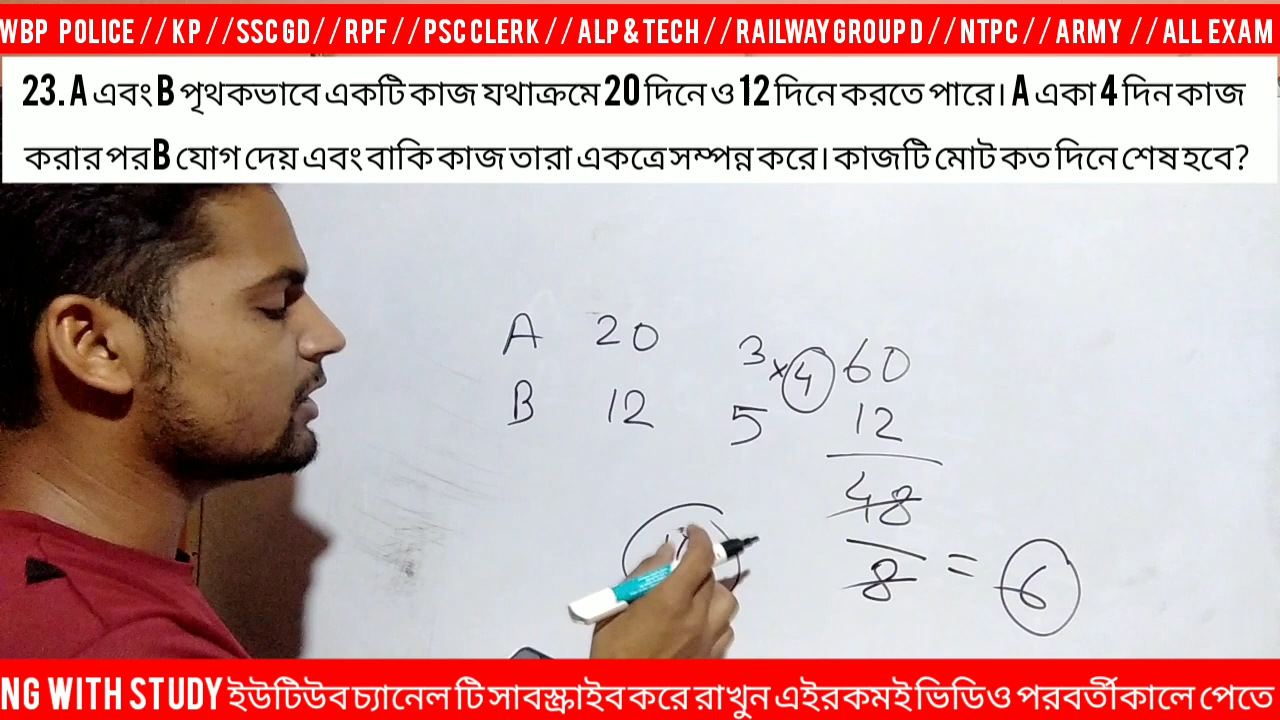 WBP POLICE // KP // SSC GD // RPF // PSC CLERK // ALP & TECH // RAILWAY GROUP D // NTPC // ARMY // ALL EXAM
23. A এবং B পৃথকভাবে একটি কাজ যথাক্রমে 20 দিনে ও 12 দিনে করতে পারে। A একা 4 দিন কাজ
করার পর B যোগ দেয় এবং বাকি কাজ তারা একত্রে সম্পন্ন করে। কাজটি মোট কত দিনে শেষ হবে?
A 20 3 x 4 60
B 12 5 12
48
8 = 6
NG WITH STUDY ইউটিউব চ্যানেল টি সাবস্ক্রাইব করে রাখুন এইরকমই ভিডিও পরবর্তীকালে পেতে